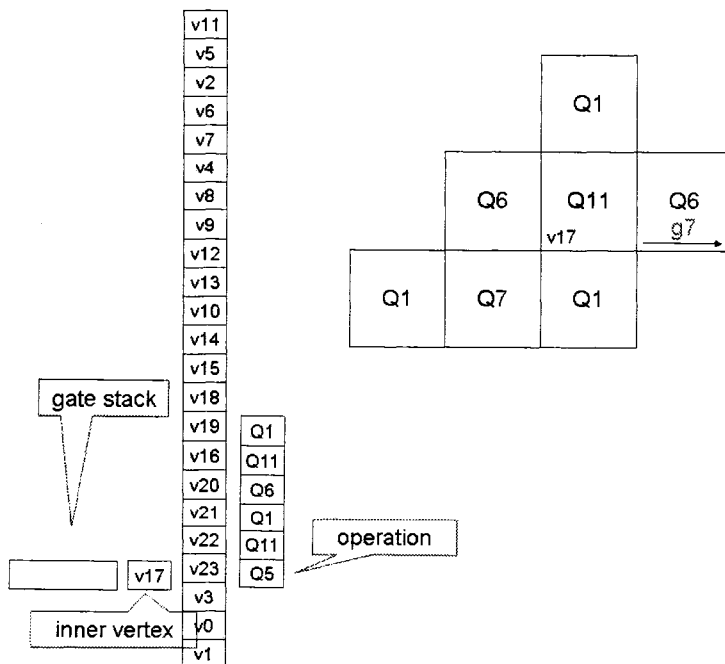 v11
v5
v2
v6
v7
v4
v8
v9
v12
v13
v10
v14
v15
v18
v19
v16
v20
v21
v22
v23
v3
v0
v1
Q1
Q11
Q6
Q1
Q11
Q5
gate stack
v17
inner vertex
operation
Q1
Q6 Q11 Q6
v17 g7
Q1 Q7 Q1